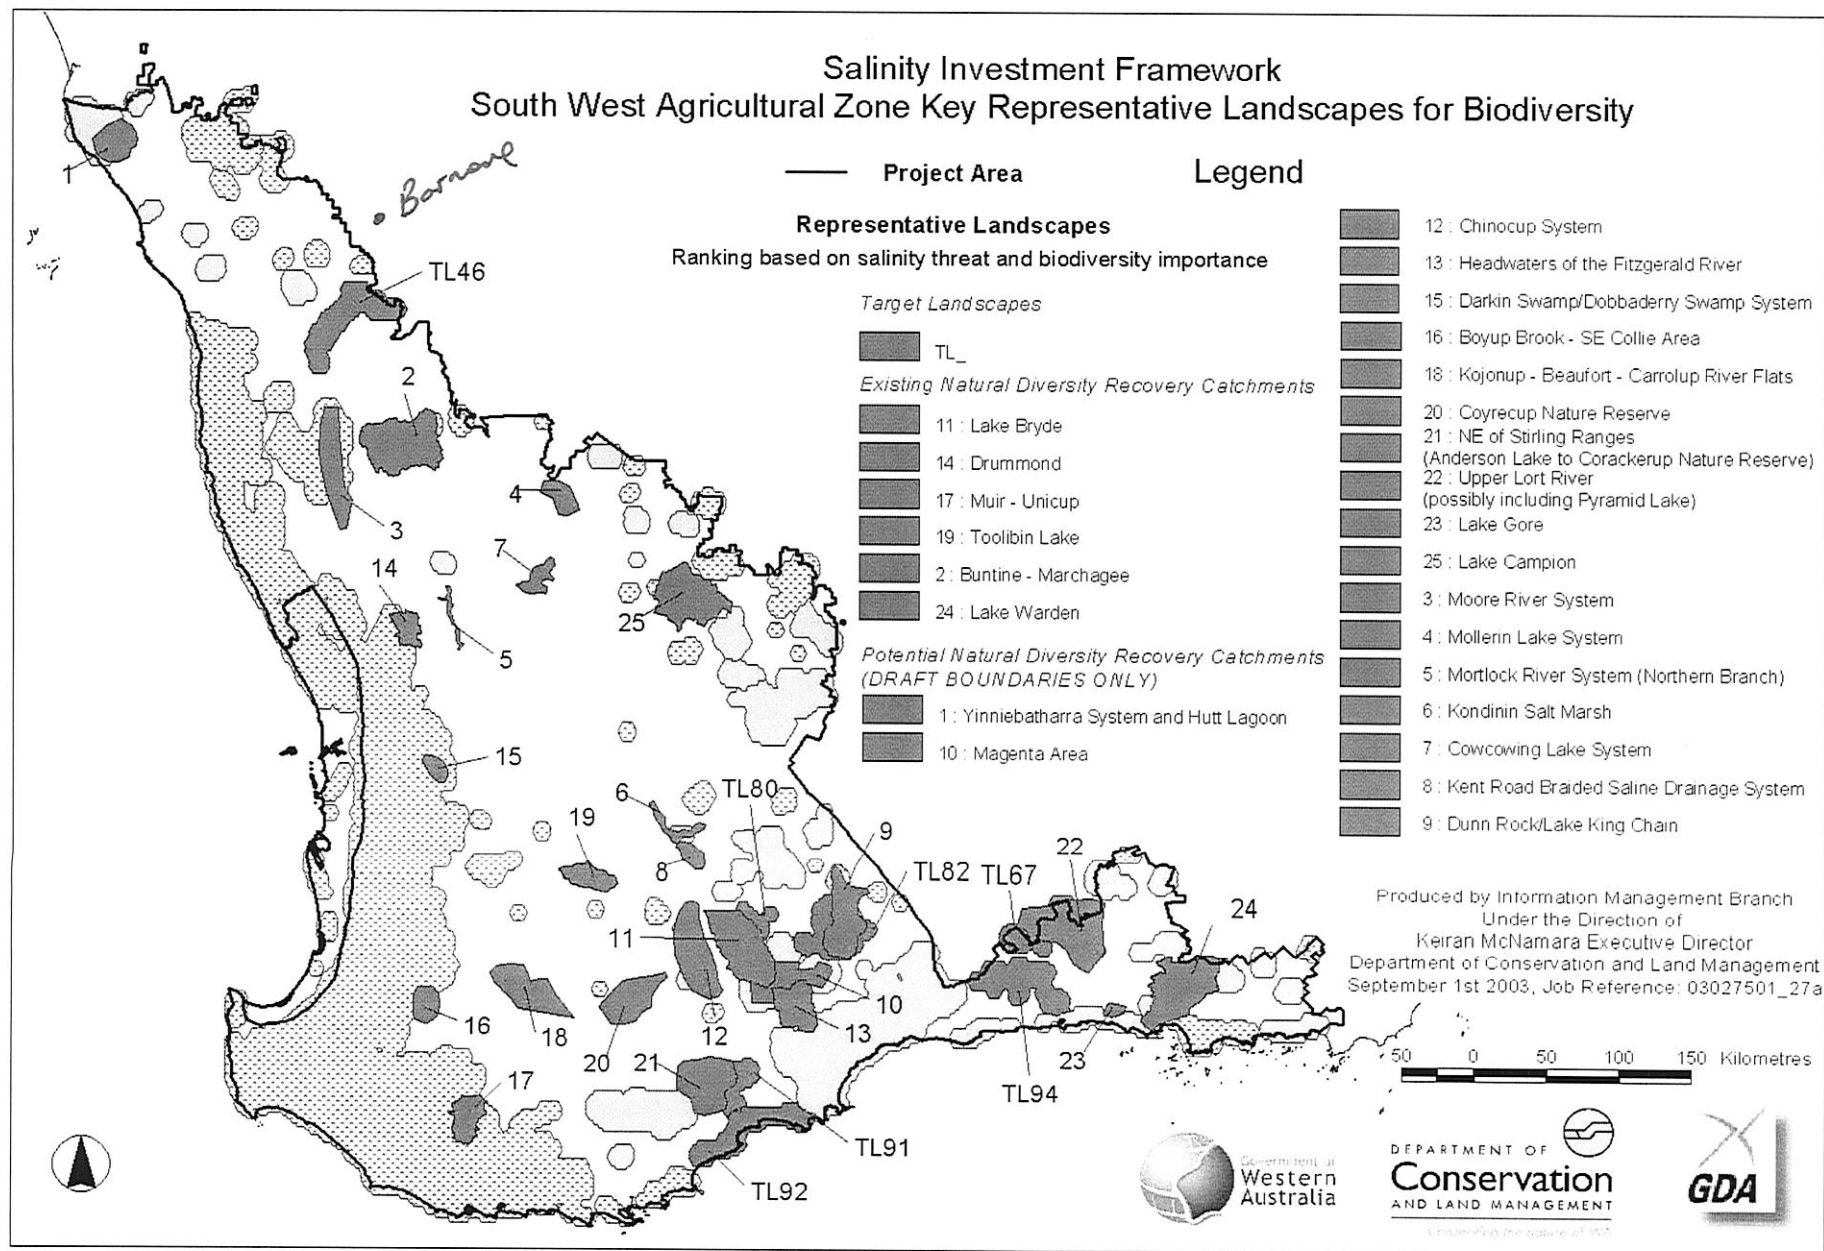 Salinity Investment Framework
South West Agricultural Zone Key Representative Landscapes for Biodiversity
Project Area
Legend
Representative Landscapes
Ranking based on salinity threat and biodiversity importance
Target Landscapes
TL_
Existing Natural Diversity Recovery Catchments
11 : Lake Bryde
14 : Drummond
17 : Muir - Unicup
19 : Toolibin Lake
2 : Buntine - Marchagee
24 : Lake Warden
Potential Natural Diversity Recovery Catchments
(DRAFT BOUNDARIES ONLY)
1 : Yinniebatharra System and Hutt Lagoon
10 : Magenta Area
12 : Chinocup System
13 : Headwaters of the Fitzgerald River
15 : Darkin Swamp/Dobbaderry Swamp System
16 : Boyup Brook - SE Collie Area
18 : Kojonup - Beaufort - Carrolup River Flats
20 : Coyrecup Nature Reserve
21 : NE of Stirling Ranges
(Anderson Lake to Corackerup Nature Reserve)
22 : Upper Lort River
(possibly including Pyramid Lake)
23 : Lake Gore
25 : Lake Campion
3 : Moore River System
4 : Mollerin Lake System
5 : Mortlock River System (Northern Branch)
6 : Kondinin Salt Marsh
7 : Cowcowing Lake System
8 : Kent Road Braided Saline Drainage System
9 : Dunn Rock/Lake King Chain
1
TL46
2
3
4
7
14
5
25
15
6
TL80
19
8
9
TL82
TL67
22
24
11
10
16
18
20
12
13
21
23
17
TL94
TL91
TL92
Produced by Information Management Branch
Under the Direction of
Keiran McNamara Executive Director
Department of Conservation and Land Management
September 1st 2003, Job Reference: 03027501_27a
50 0 50 100 150 Kilometres
Government of
Western
Australia
DEPARTMENT OF
Conservation
AND LAND MANAGEMENT
Conserving the nature of WA
GDA